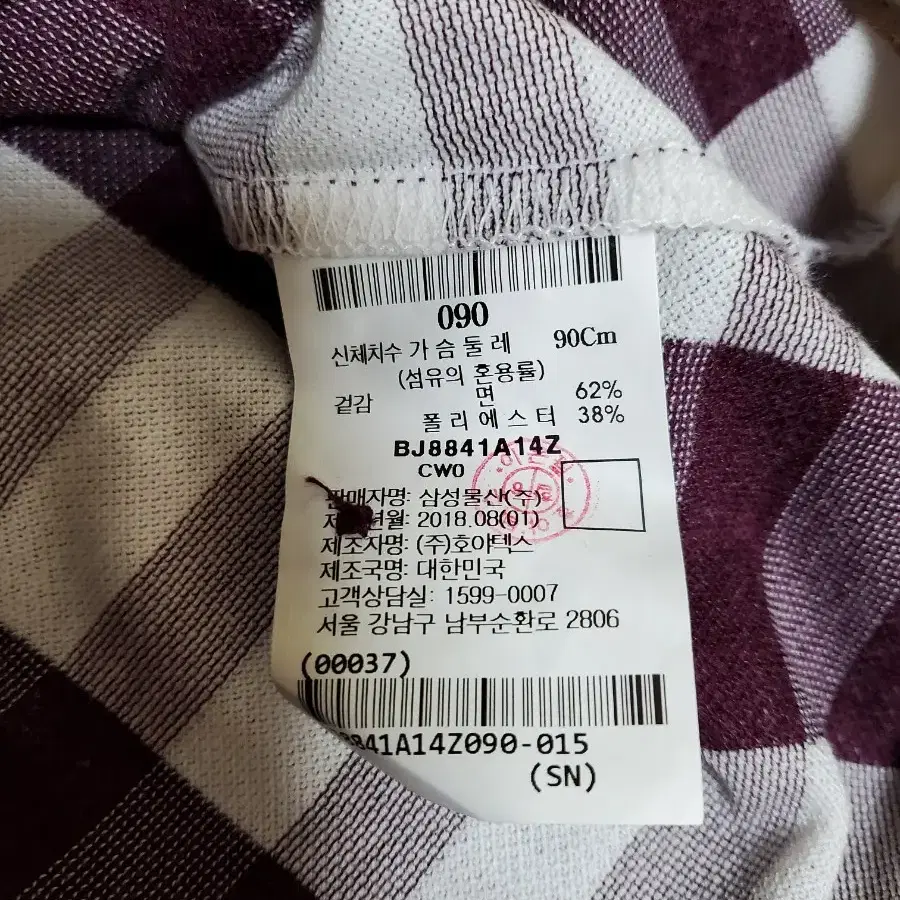 090
신체치수 가슴둘레 90Cm
(섬유의 혼용률)
겉감 면 62%
폴리에스터 38%
BJ8841A14Z
CW0
판매자명: 삼성물산(주)
년월: 2018.08(01)
제조자명: (주)호야텍스
제조국명: 대한민국
고객상담실: 1599-0007
서울 강남구 남부순환로 2806
(00037)
8841A14Z090-015
(SN)